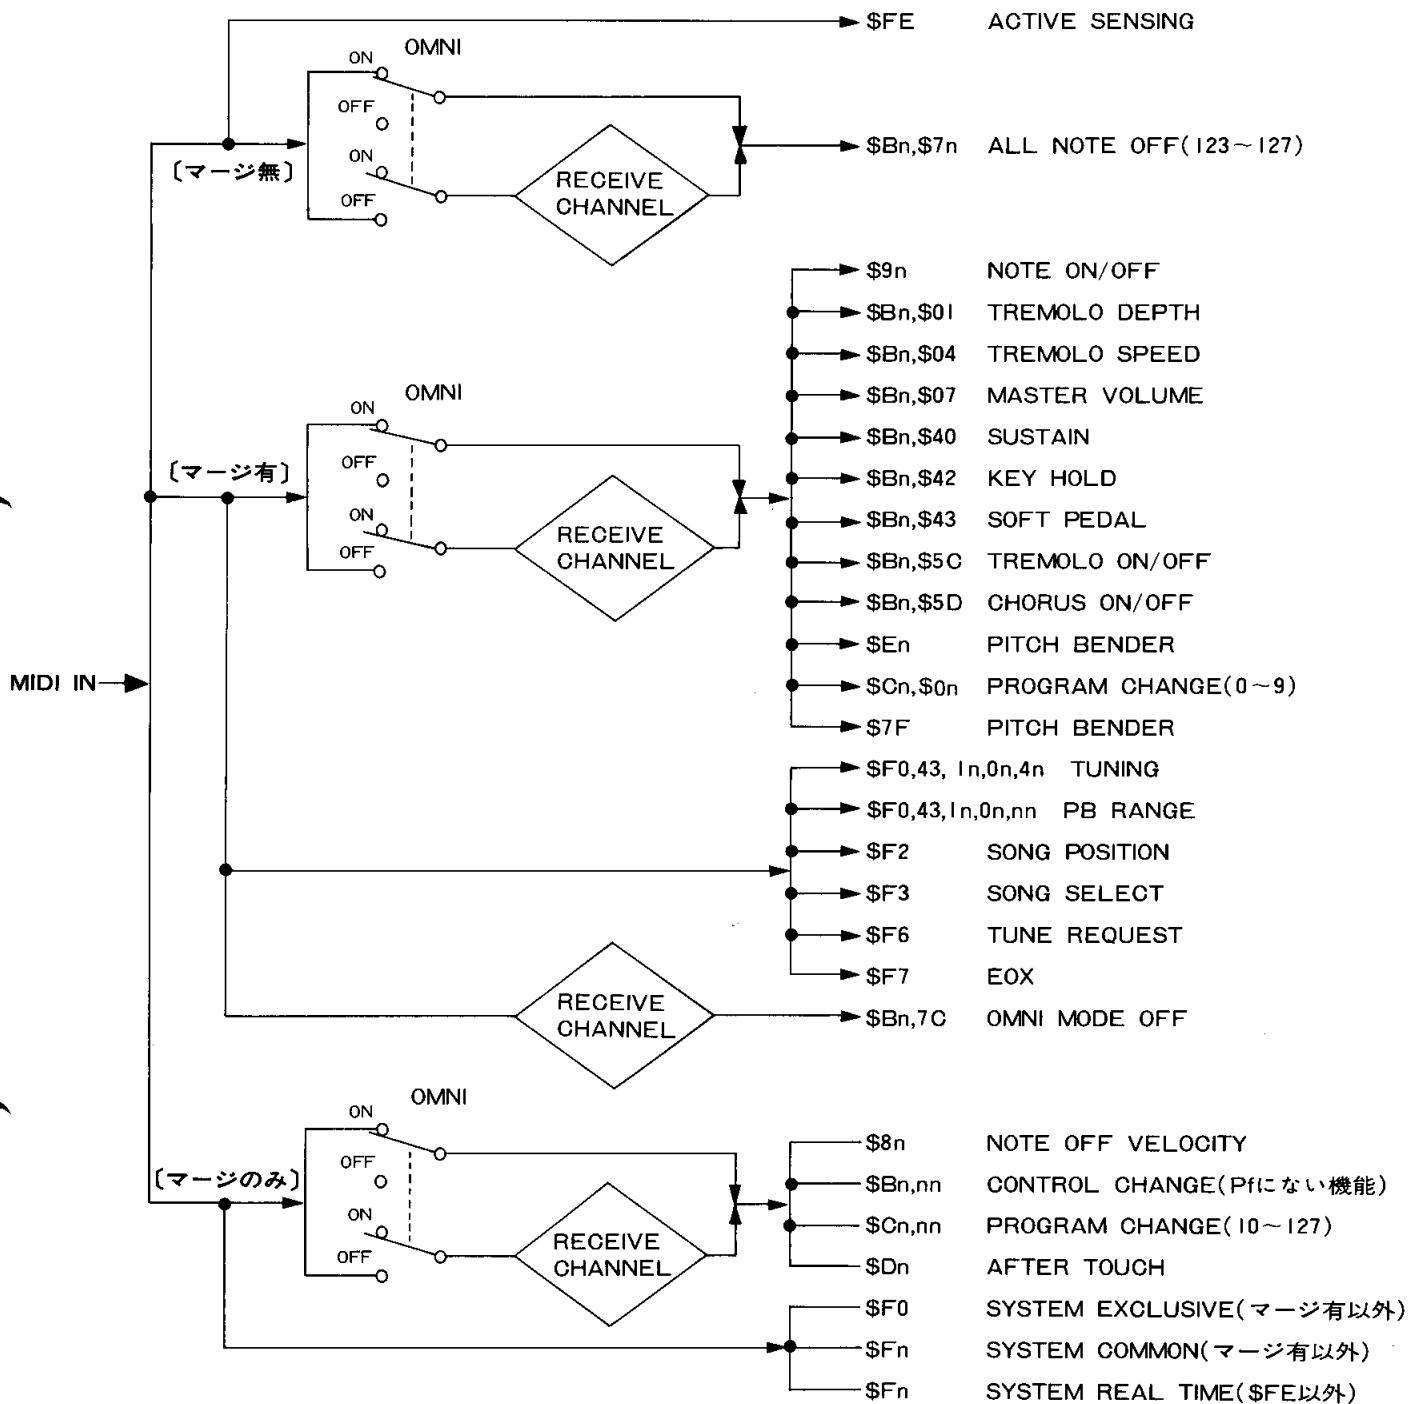 $FE ACTIVE SENSING
OMNI
ON
OFF
ON
OFF
〔マージ無〕
RECEIVE
CHANNEL
$Bn,$7n ALL NOTE OFF(123～127)
$9n NOTE ON/OFF
$Bn,$01 TREMOLO DEPTH
$Bn,$04 TREMOLO SPEED
$Bn,$07 MASTER VOLUME
$Bn,$40 SUSTAIN
$Bn,$42 KEY HOLD
$Bn,$43 SOFT PEDAL
$Bn,$5C TREMOLO ON/OFF
$Bn,$5D CHORUS ON/OFF
$En PITCH BENDER
$Cn,$0n PROGRAM CHANGE(0～9)
$7F PITCH BENDER
OMNI
ON
OFF
ON
OFF
〔マージ有〕
RECEIVE
CHANNEL
MIDI IN
$F0,43, 1n,0n,4n TUNING
$F0,43,1n,0n,nn PB RANGE
$F2 SONG POSITION
$F3 SONG SELECT
$F6 TUNE REQUEST
$F7 EOX
RECEIVE
CHANNEL
$Bn,7C OMNI MODE OFF
OMNI
ON
OFF
ON
OFF
〔マージのみ〕
RECEIVE
CHANNEL
$8n NOTE OFF VELOCITY
$Bn,nn CONTROL CHANGE(Pfにない機能)
$Cn,nn PROGRAM CHANGE(10～127)
$Dn AFTER TOUCH
$F0 SYSTEM EXCLUSIVE(マージ有以外)
$Fn SYSTEM COMMON(マージ有以外)
$Fn SYSTEM REAL TIME($FE以外)